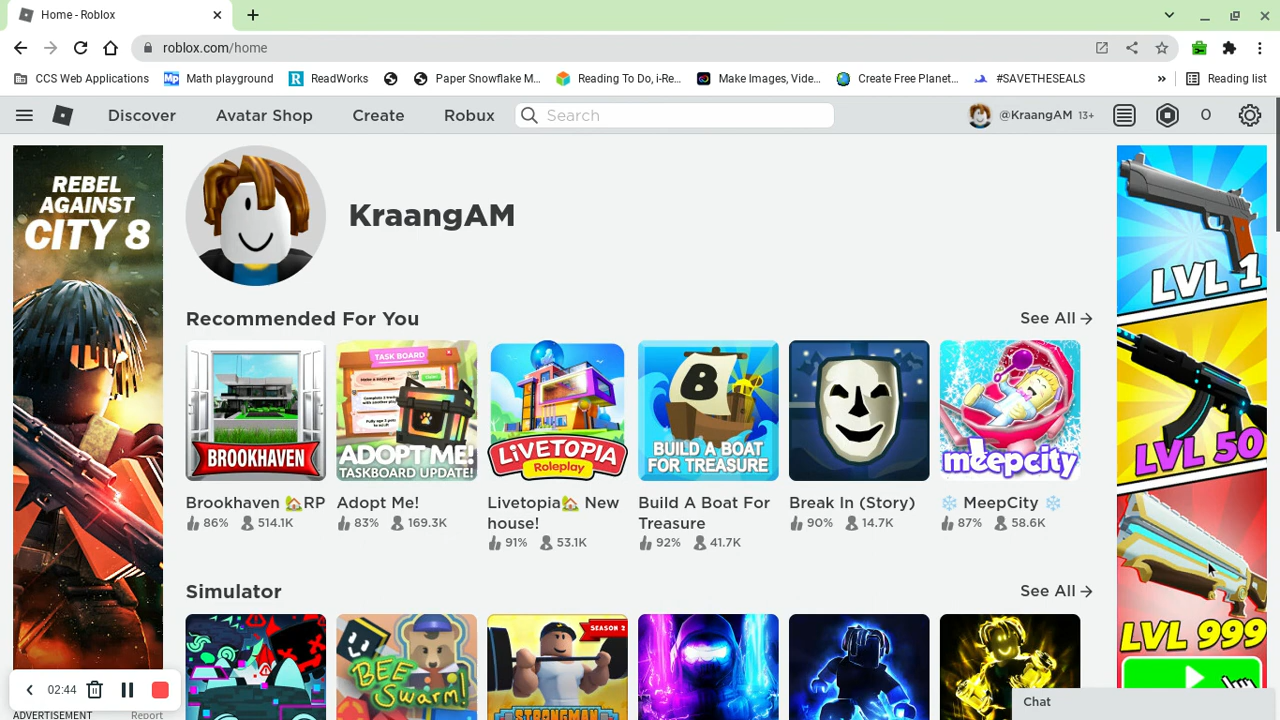 Home - Roblox
roblox.com/home
CCS Web Applications
Mp Math playground
R ReadWorks
Paper Snowflake M...
Reading To Do, i-Re...
Make Images, Vide...
Create Free Planet...
#SAVETHESEALS
»
Reading list
Discover
Avatar Shop
Create
Robux
Search
@KraangAM 13+
0
REBEL
AGAINST
CITY 8
KraangAM
LVL 1
LVL 50
LVL 999
Recommended For You
See All →
BROOKHAVEN
TASK BOARD
ADOPT ME!
TASKBOARD UPDATE!
LIVETOPIA
Roleplay
B
BUILD A BOAT
FOR TREASURE
meepcity
Brookhaven 🏡RP
86% 514.1K
Adopt Me!
83% 169.3K
Livetopia🏡 New
house!
91% 53.1K
Build A Boat For
Treasure
92% 41.7K
Break In (Story)
90% 14.7K
❄️ MeepCity ❄️
87% 58.6K
Simulator
See All →
BEE
Swarm!
SEASON 2
STRONGMAN
02:44
ADVERTISEMENT
Report
Chat